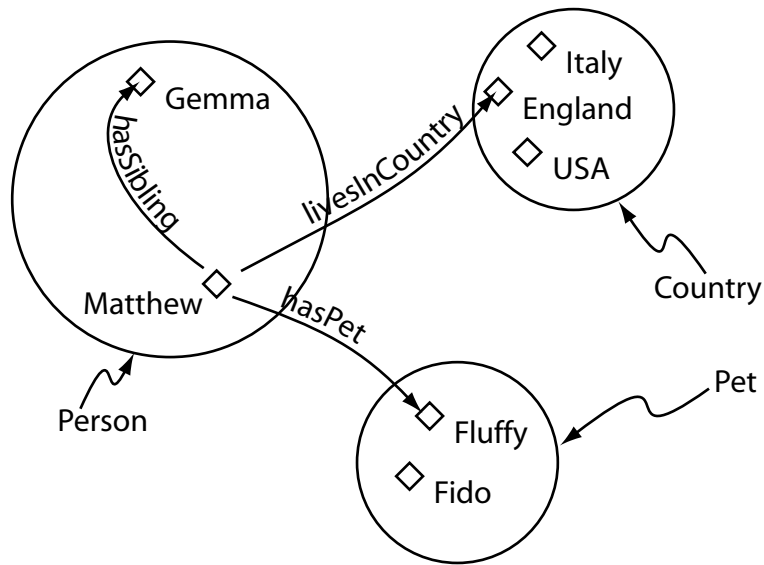 Italy
Gemma
England
hasSibling
livesInCountry
USA
Matthew
Country
hasPet
Person
Pet
Fluffy
Fido